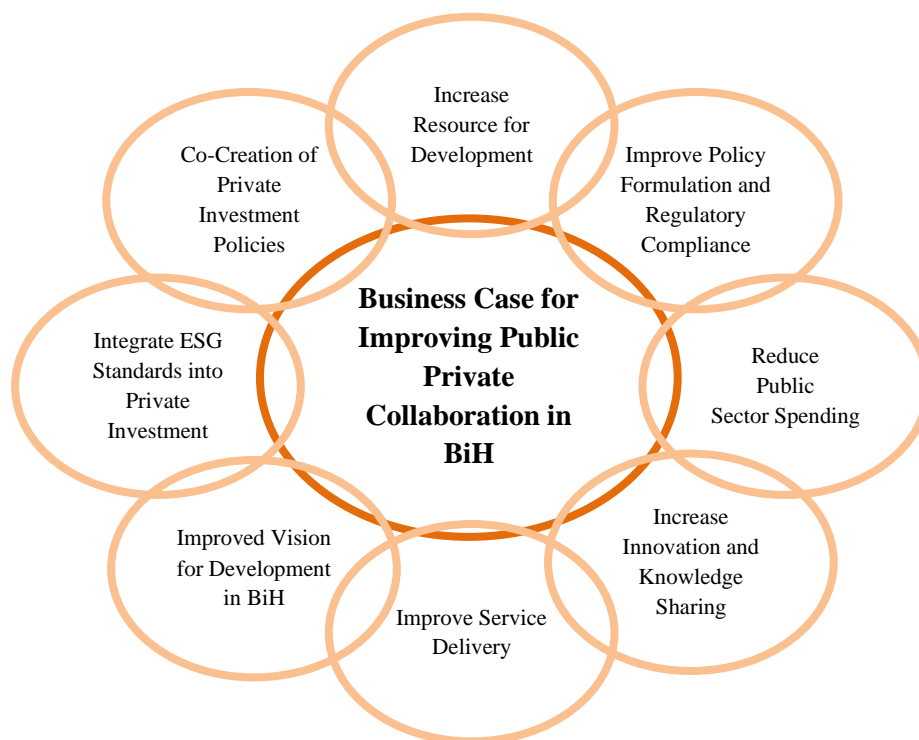 Increase
Resource for
Development
Improve Policy
Formulation and
Regulatory
Compliance
Reduce
Public
Sector Spending
Increase
Innovation and
Knowledge
Sharing
Improve Service
Delivery
Improved Vision
for Development
in BiH
Integrate ESG
Standards into
Private
Investment
Co-Creation of
Private
Investment
Policies
Business Case for
Improving Public
Private
Collaboration in
BiH